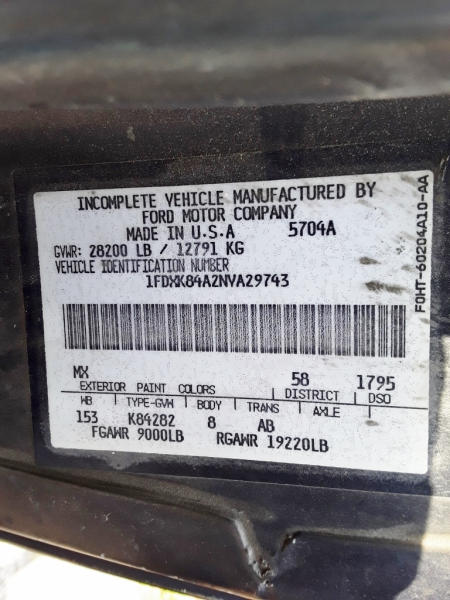 INCOMPLETE VEHICLE MANUFACTURED BY
FORD MOTOR COMPANY
MADE IN U.S.A 5704A
GVWR: 28200 LB / 12791 KG
VEHICLE IDENTIFICATION NUMBER
1FDXK84A2NVA29743
MX 58 1795
EXTERIOR PAINT COLORS DISTRICT DSO
WB TYPE-GVW BODY TRANS AXLE
153 K84282 8 AB
FGAWR 9000LB RGAWR 19220LB
F0HT-60204A10-AA